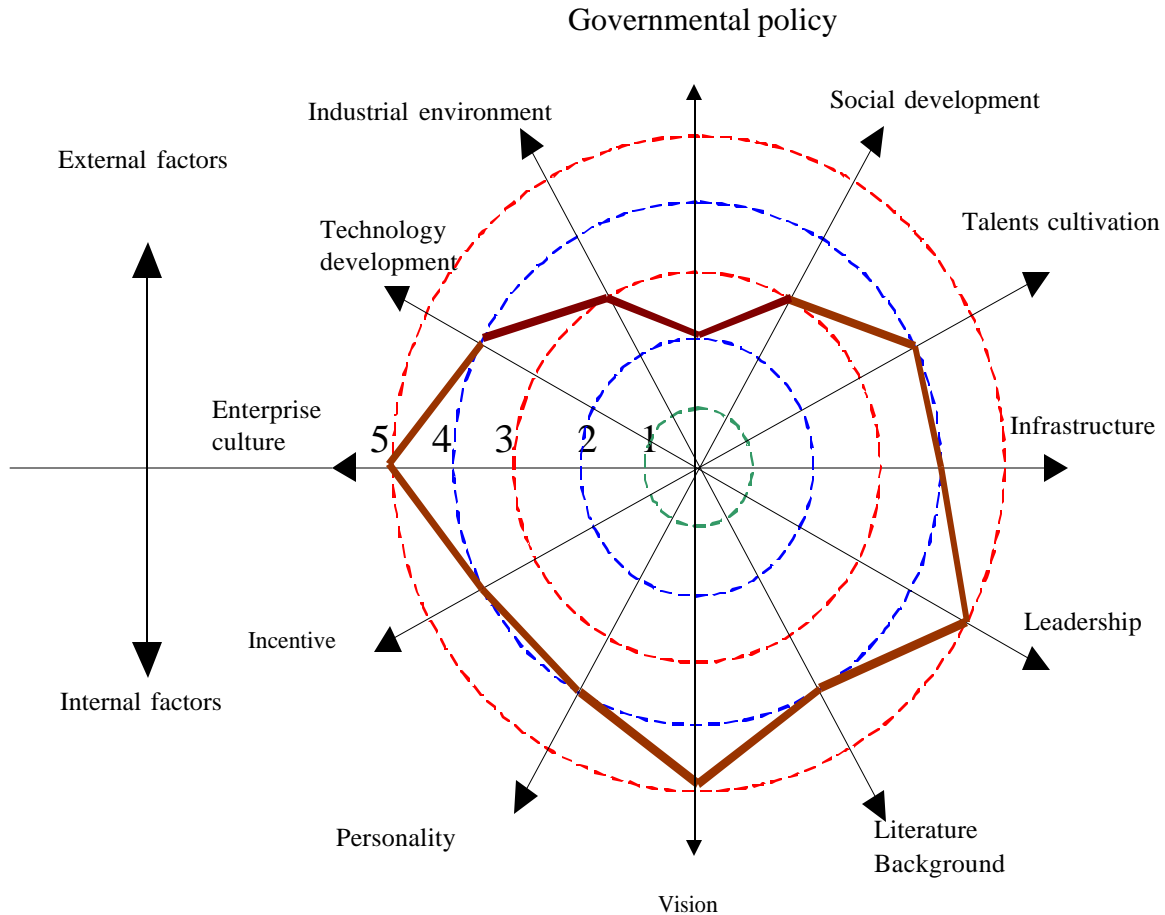 Governmental policy
Social development
Industrial environment
External factors
Talents cultivation
Technology
development
Enterprise
culture
5 4 3 2 1
Infrastructure
Leadership
Incentive
Internal factors
Personality
Literature
Background
Vision